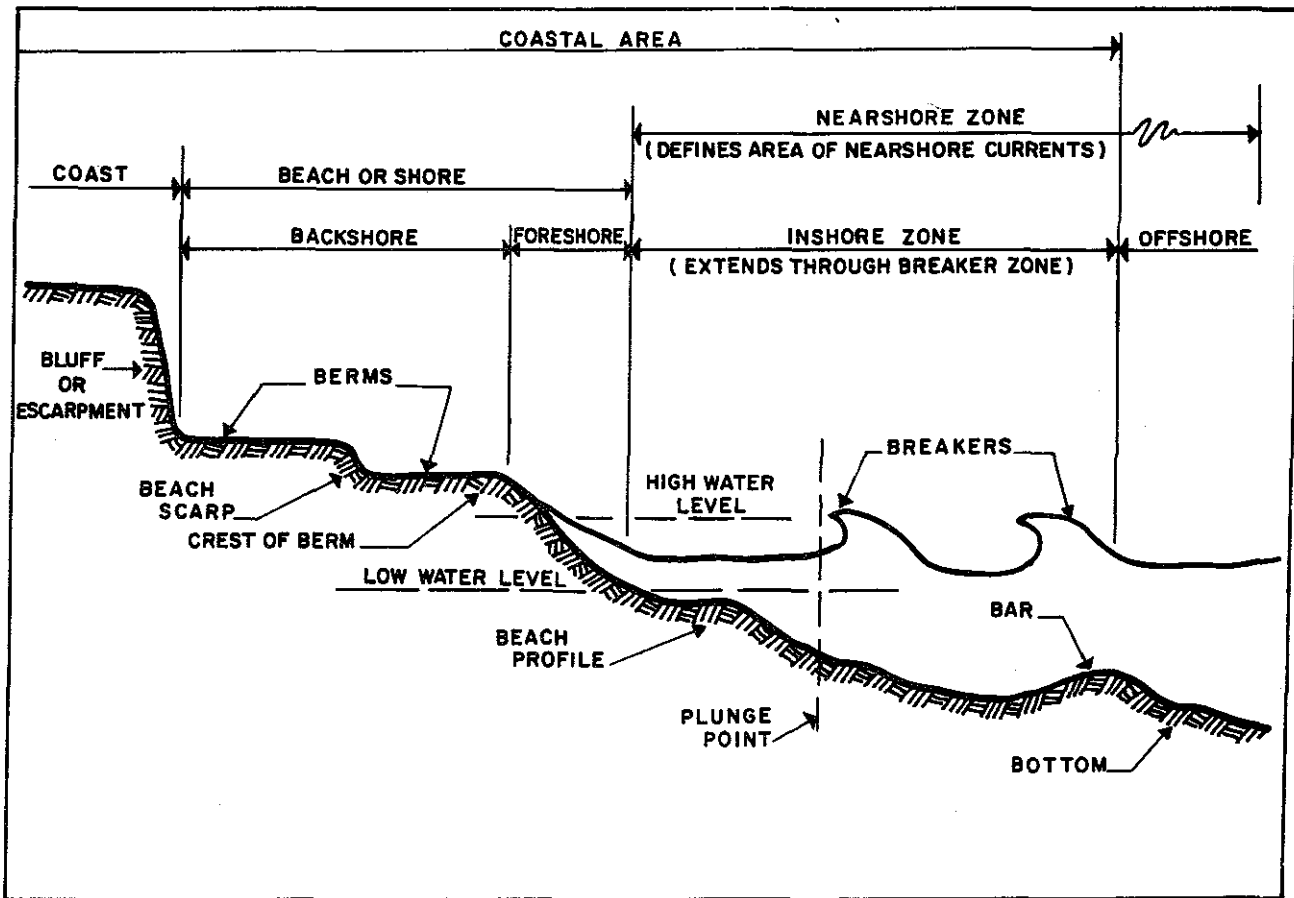 COASTAL AREA
NEARSHORE ZONE
(DEFINES AREA OF NEARSHORE CURRENTS)
COAST
BEACH OR SHORE
BACKSHORE
FORESHORE
INSHORE ZONE
(EXTENDS THROUGH BREAKER ZONE)
OFFSHORE
BLUFF
OR
ESCARPMENT
BERMS
BREAKERS
BEACH
SCARP
HIGH WATER
LEVEL
CREST OF BERM
LOW WATER LEVEL
BEACH
PROFILE
BAR
PLUNGE
POINT
BOTTOM